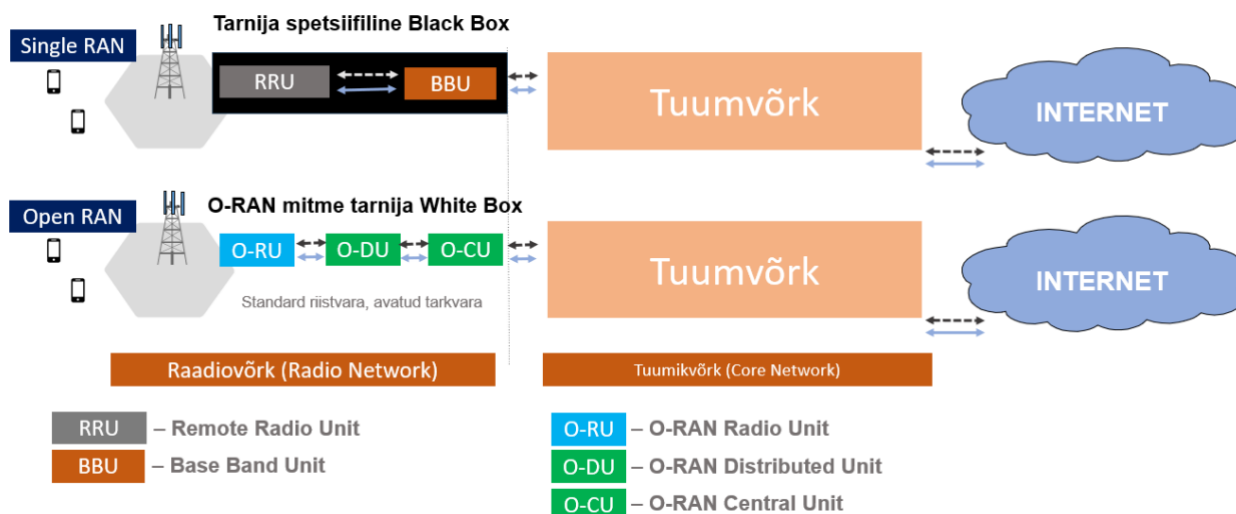 Tarnija spetsiifiline Black Box
Single RAN
RRU
BBU
Tuumvõrk
INTERNET
O-RAN mitme tarnija White Box
Open RAN
O-RU
O-DU
O-CU
Tuumvõrk
INTERNET
Standard riistvara, avatud tarkvara
Raadiovõrk (Radio Network)
Tuumikvõrk (Core Network)
RRU – Remote Radio Unit
BBU – Base Band Unit
O-RU – O-RAN Radio Unit
O-DU – O-RAN Distributed Unit
O-CU – O-RAN Central Unit